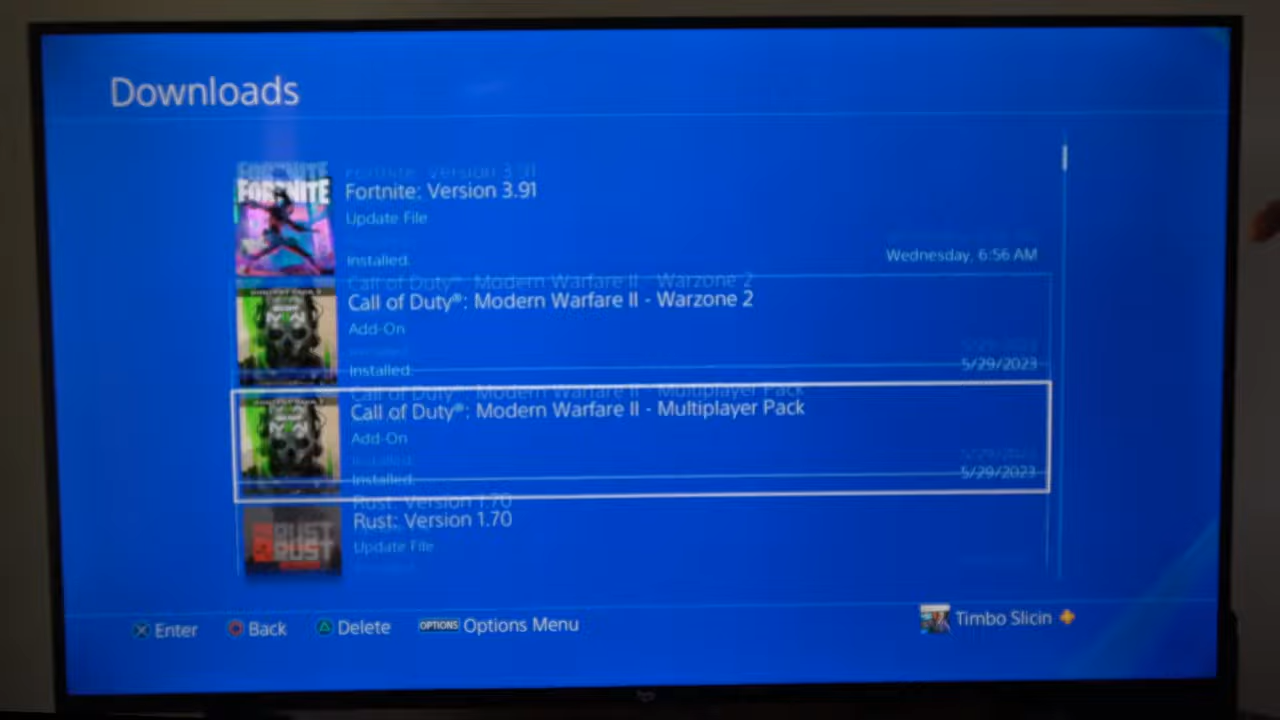 Downloads
FORTNITE
Fortnite: Version 3.91
Update File
Installed.
Wednesday, 6:56 AM
Call of Duty®: Modern Warfare II - Warzone 2
Add-On
Installed.
5/29/2023
Call of Duty®: Modern Warfare II - Multiplayer Pack
Add-On
Installed.
5/29/2023
RUST
Rust: Version 1.70
Update File
Enter
Back
Delete
OPTIONS Options Menu
Timbo Slicin
hp